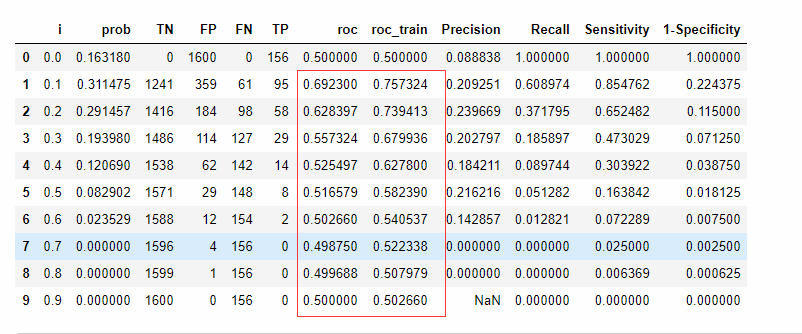 i prob TN FP FN TP roc roc_train Precision Recall Sensitivity 1-Specificity
0 0.0 0.163180 0 1600 0 156 0.500000 0.500000 0.088838 1.000000 1.000000 1.000000
1 0.1 0.311475 1241 359 61 95 0.692300 0.757324 0.209251 0.608974 0.854762 0.224375
2 0.2 0.291457 1416 184 98 58 0.628397 0.739413 0.239669 0.371795 0.652482 0.115000
3 0.3 0.193980 1486 114 127 29 0.557324 0.679936 0.202797 0.185897 0.473029 0.071250
4 0.4 0.120690 1538 62 142 14 0.525497 0.627800 0.184211 0.089744 0.303922 0.038750
5 0.5 0.082902 1571 29 148 8 0.516579 0.582390 0.216216 0.051282 0.163842 0.018125
6 0.6 0.023529 1588 12 154 2 0.502660 0.540537 0.142857 0.012821 0.072289 0.007500
7 0.7 0.000000 1596 4 156 0 0.498750 0.522338 0.000000 0.000000 0.025000 0.002500
8 0.8 0.000000 1599 1 156 0 0.499688 0.507979 0.000000 0.000000 0.006369 0.000625
9 0.9 0.000000 1600 0 156 0 0.500000 0.502660 NaN 0.000000 0.000000 0.000000